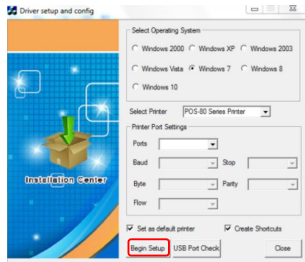 Driver setup and config
Select Operating System
Windows 2000 Windows XP Windows 2003
Windows Vista Windows 7 Windows 8
Windows 10
Select Printer POS-80 Series Printer
Printer Port Settings
Ports
Baud Stop
Byte Parity
Flow
Installation Center
Set as default printer Create Shortcuts
Begin Setup USB Port Check Close